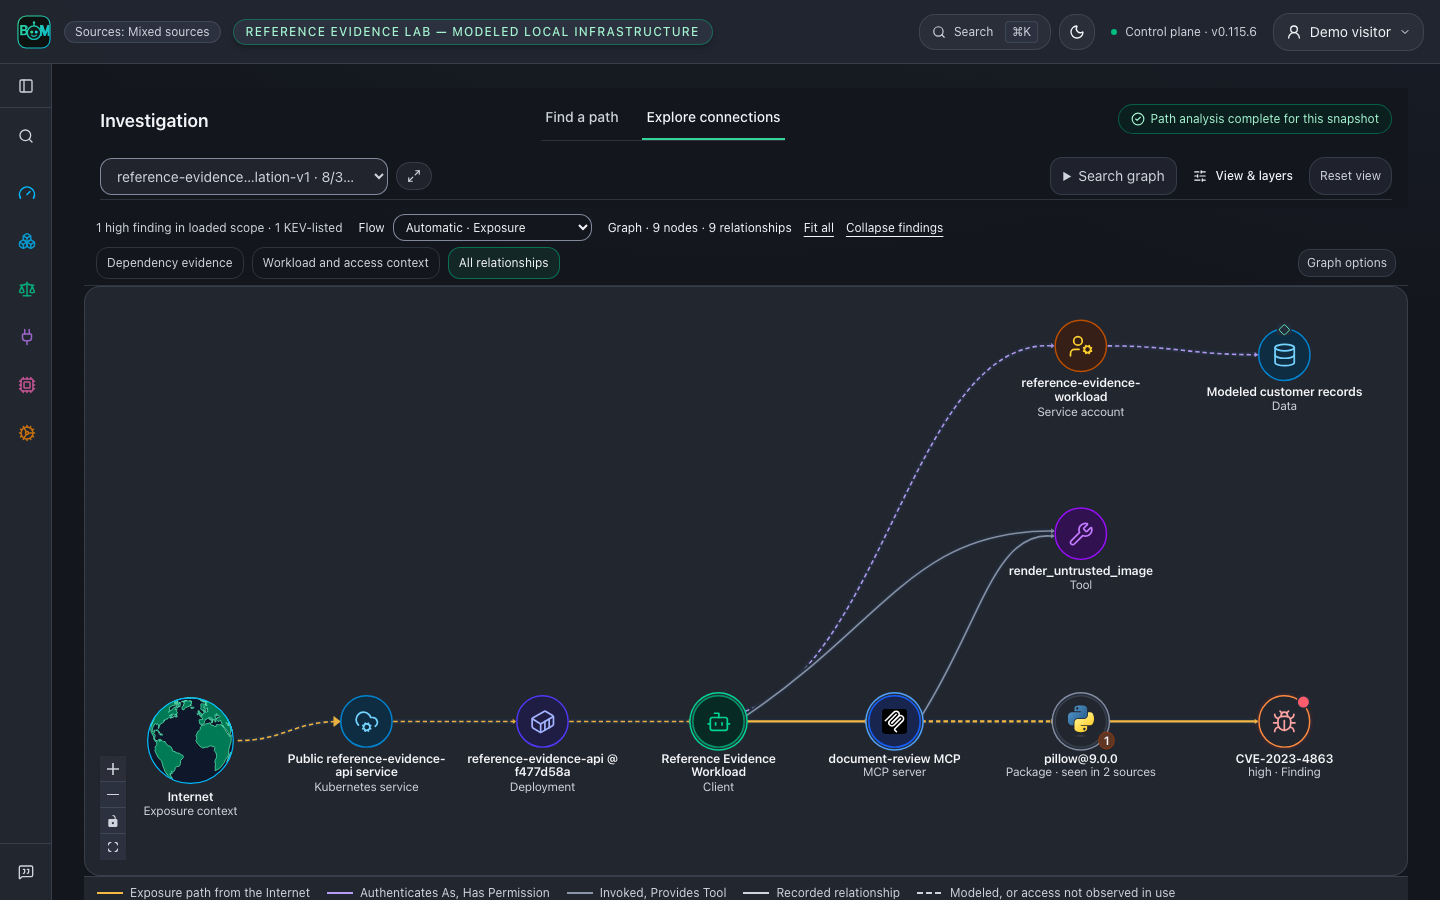 BOM
Sources: Mixed sources
REFERENCE EVIDENCE LAB — MODELED LOCAL INFRASTRUCTURE
Search
⌘K
Control plane · v0.115.6
Demo visitor
Investigation
Find a path
Explore connections
Path analysis complete for this snapshot
reference-evidence...lation-v1 · 8/3...
Search graph
View & layers
Reset view
1 high finding in loaded scope · 1 KEV-listed
Flow
Automatic · Exposure
Graph · 9 nodes · 9 relationships
Fit all
Collapse findings
Dependency evidence
Workload and access context
All relationships
Graph options
reference-evidence-
workload
Service account
Modeled customer records
Data
render_untrusted_image
Tool
Internet
Exposure context
Public reference-evidence-
api service
Kubernetes service
reference-evidence-api @
f477d58a
Deployment
Reference Evidence
Workload
Client
document-review MCP
MCP server
1
pillow@9.0.0
Package · seen in 2 sources
CVE-2023-4863
high · Finding
Exposure path from the Internet
Authenticates As, Has Permission
Invoked, Provides Tool
Recorded relationship
Modeled, or access not observed in use